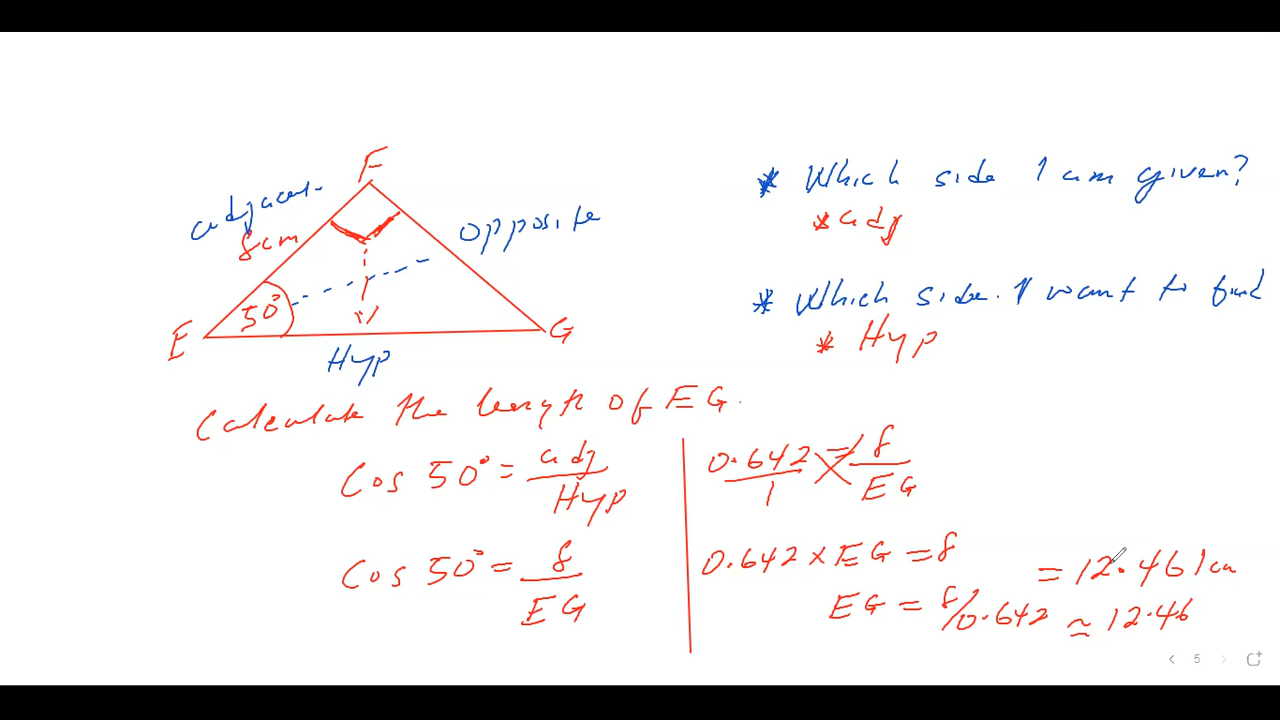 F
adjacent
8cm
opposite
50°
E
G
Hyp
* Which side I am given?
* adj
* Which side I want to find
* Hyp
Calculate the length of EG.
Cos 50° = adj/Hyp
Cos 50° = 8/EG
0.642/1 = 8/EG
0.642 × EG = 8
EG = 8/0.642
= 12.461cm
≈ 12.46
5